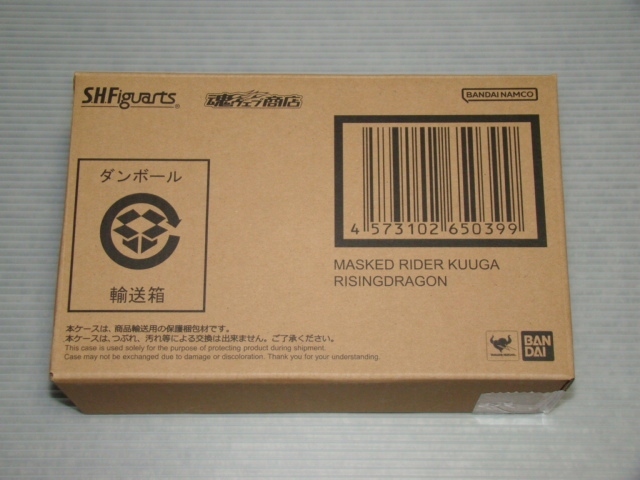 S.H.Figuarts
魂ウェブ商店
BANDAI NAMCO
ダンボール
輸送箱
4 573102 650399
MASKED RIDER KUUGA
RISINGDRAGON
本ケースは、商品輸送用の保護梱包材です。
本ケースは、つぶれ、汚れ等による交換は出来ません。ご了承ください。
This case is used solely for the purpose of protecting product during shipment.
Case may not be exchanged due to damage or discoloration. Thank you for your understanding.
BAN
DAI